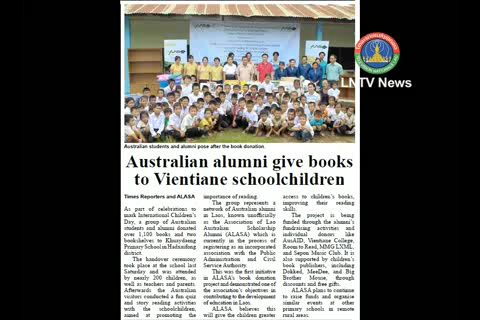 LNTV News
Australian students and alumni pose after the book donation.
Australian alumni give books
to Vientiane schoolchildren
Times Reporters and ALASA
As part of celebrations to
mark International Children's
Day, a group of Australian
students and alumni donated
over 1,100 books and two
bookshelves to Khusydaeng
Primary School in Hadxaifong
district.
The handover ceremony
took place at the school last
Saturday and was attended
by nearly 200 children, as
well as teachers and parents.
Afterwards the Australian
visitors conducted a fun quiz
and story reading activities
with the schoolchildren,
aimed at promoting the
importance of reading.
The group represents a
network of Australian alumni
in Laos, known unofficially
as the Association of Lao
Australian Scholarship
Alumni (ALASA) which is
currently in the process of
registering as an incorporated
association with the Public
Administration and Civil
Service Authority.
This was the first initiative
in ALASA's book donation
project and demonstrated one of
the association's objectives in
contributing to the development
of education in Laos.
ALASA believes this
will give the children greater
access to children's books,
improving their reading
skills.
The project is being
funded through the alumni's
fundraising activities and
individual donors like
AusAID, Vientiane College,
Room to Read, MMG LXML,
and Sepon Music Club. It is
also supported by children's
book publishers, including
Dokked, MeeDee, and Big
Brother Mouse, through
discounts and free gifts.
ALASA plans to continue
to raise funds and organise
similar events at other
primary schools in remote
rural areas.